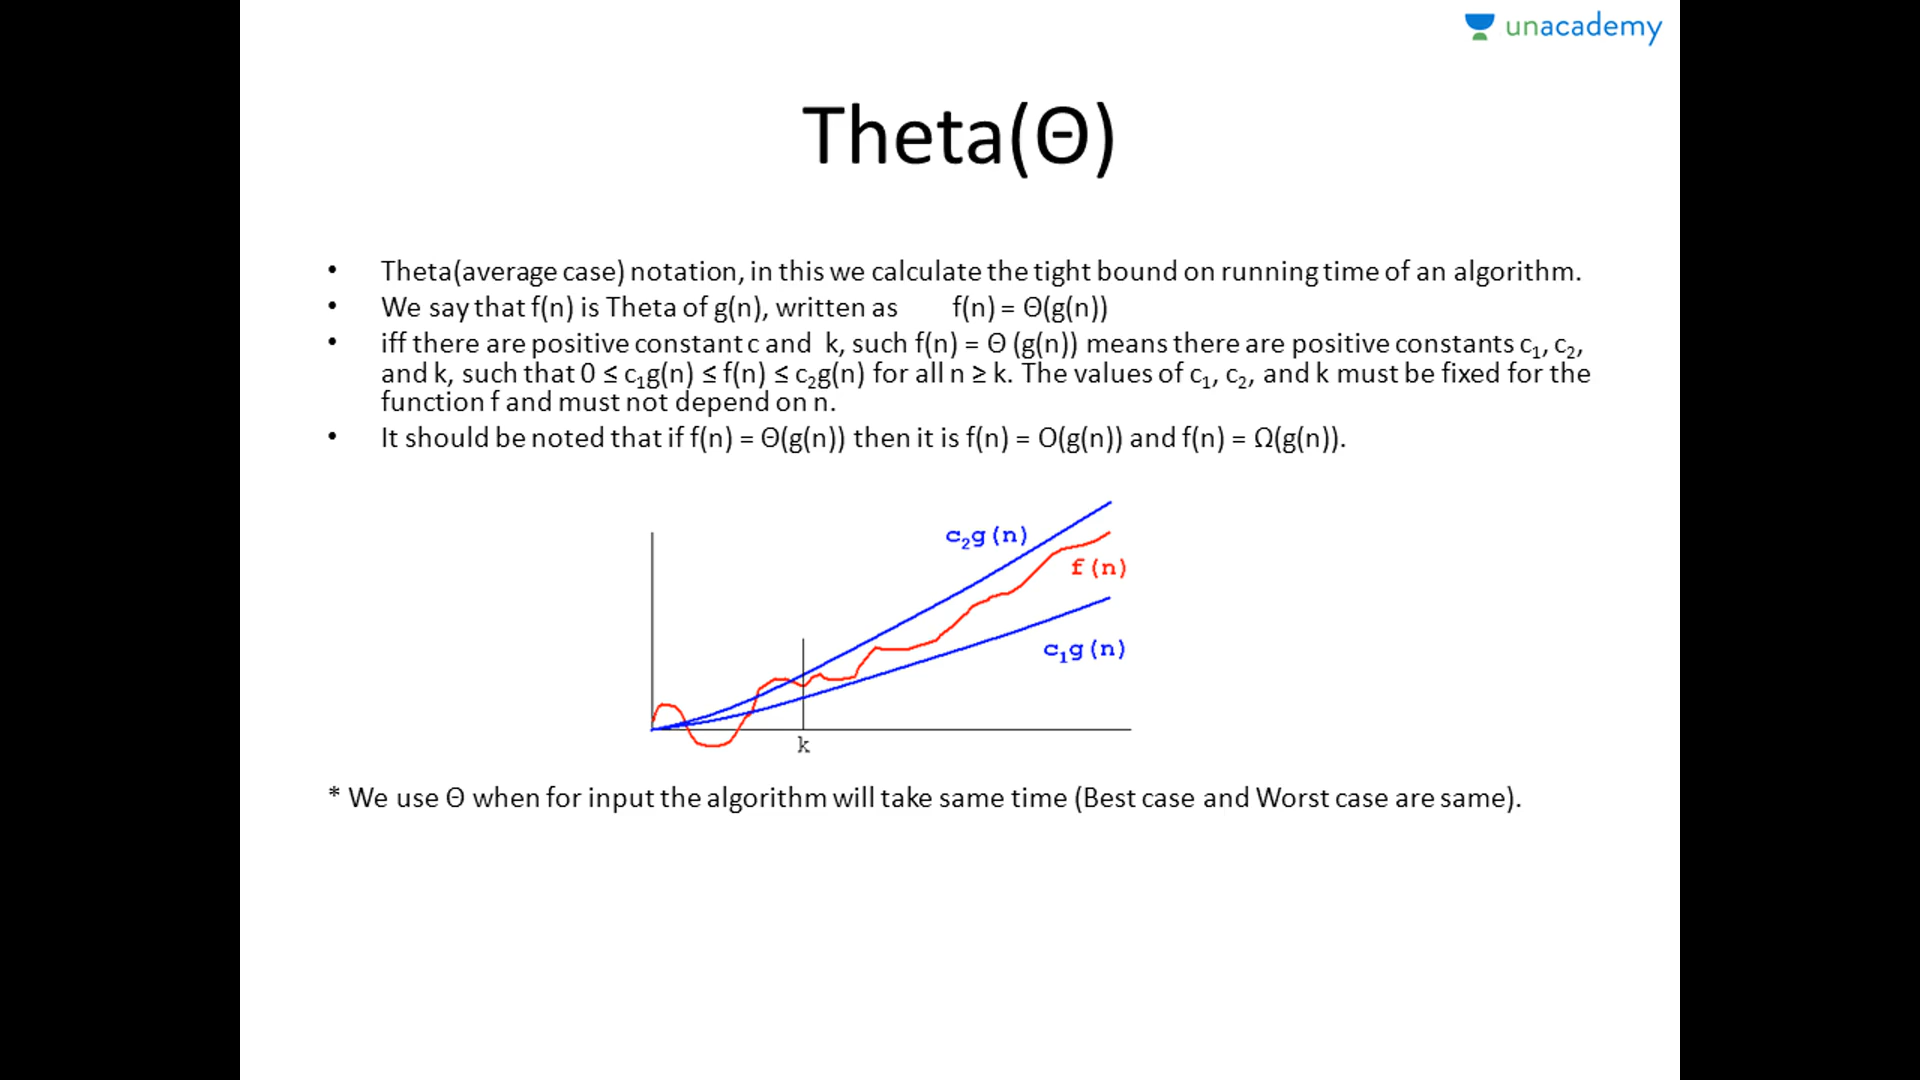 unacademy
Theta(Θ)
• Theta(average case) notation, in this we calculate the tight bound on running time of an algorithm.
• We say that f(n) is Theta of g(n), written as f(n) = Θ(g(n))
• iff there are positive constant c and k, such f(n) = Θ (g(n)) means there are positive constants c₁, c₂,
and k, such that 0 ≤ c₁g(n) ≤ f(n) ≤ c₂g(n) for all n ≥ k. The values of c₁, c₂, and k must be fixed for the
function f and must not depend on n.
• It should be noted that if f(n) = Θ(g(n)) then it is f(n) = O(g(n)) and f(n) = Ω(g(n)).
c₂g(n)
f(n)
c₁g(n)
k
* We use Θ when for input the algorithm will take same time (Best case and Worst case are same).